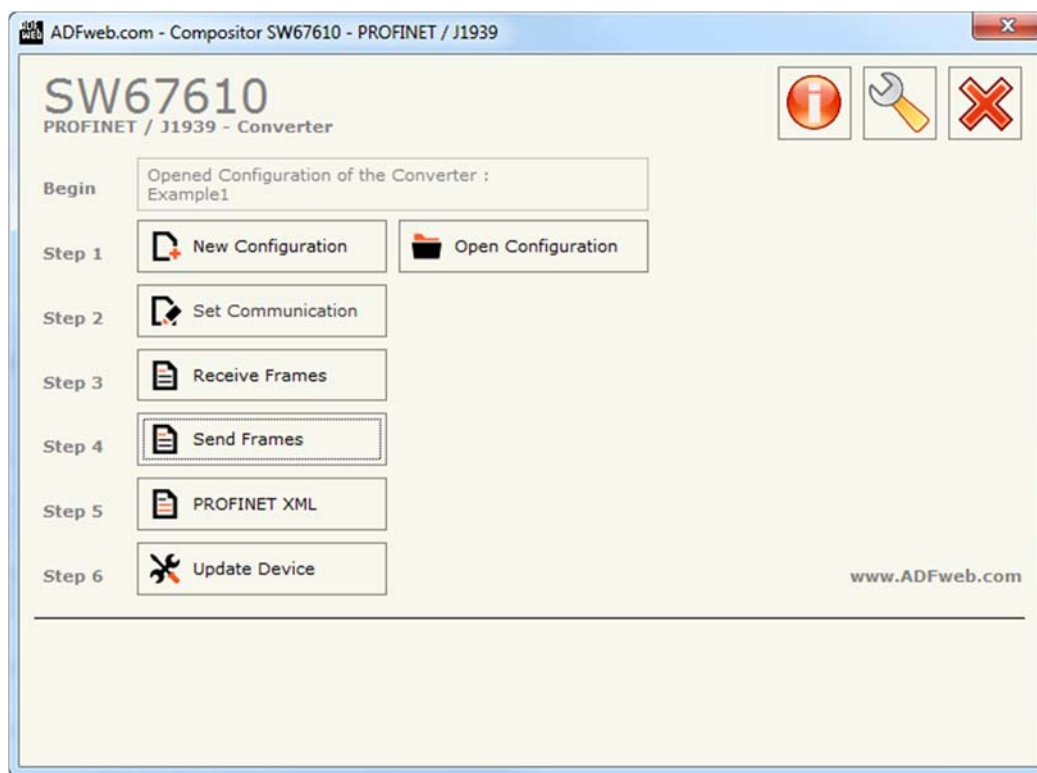 ADFweb.com - Compositor SW67610 - PROFINET / J1939
SW67610
PROFINET / J1939 - Converter
Begin
Opened Configuration of the Converter :
Example1
Step 1
New Configuration
Open Configuration
Step 2
Set Communication
Step 3
Receive Frames
Step 4
Send Frames
Step 5
PROFINET XML
Step 6
Update Device
www.ADFweb.com